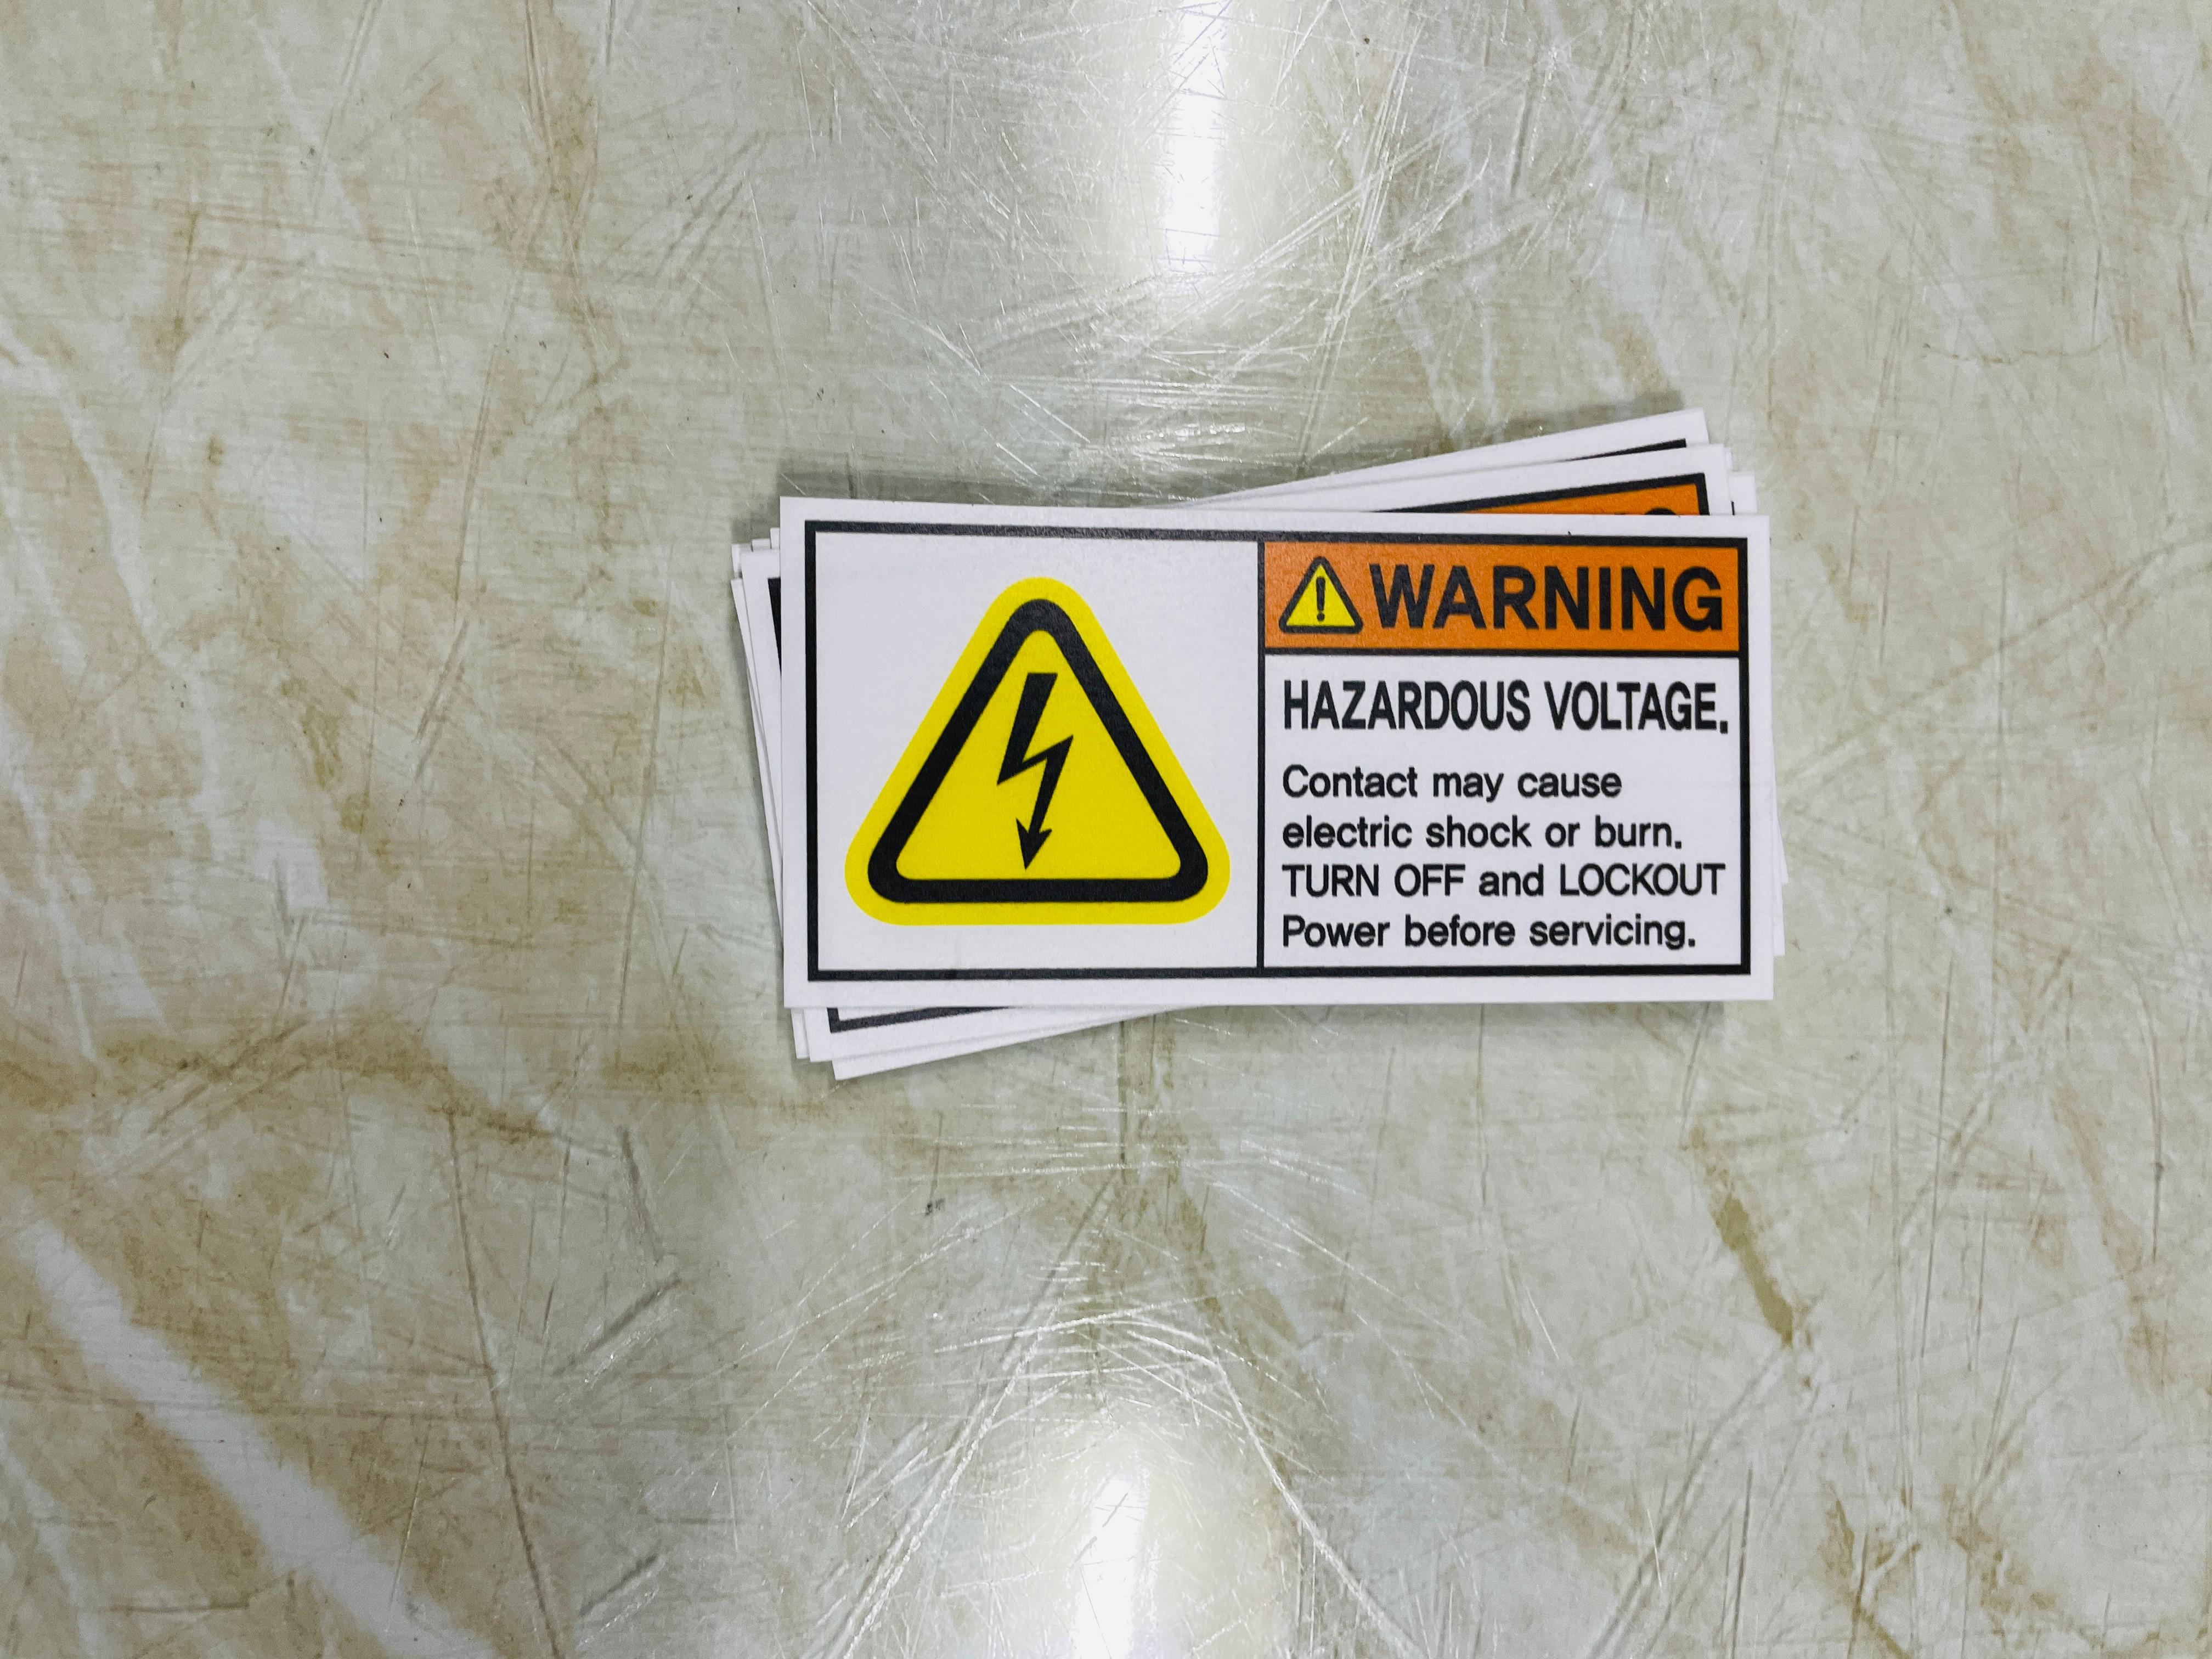 WARNING
HAZARDOUS VOLTAGE.
Contact may cause
electric shock or burn.
TURN OFF and LOCKOUT
Power before servicing.